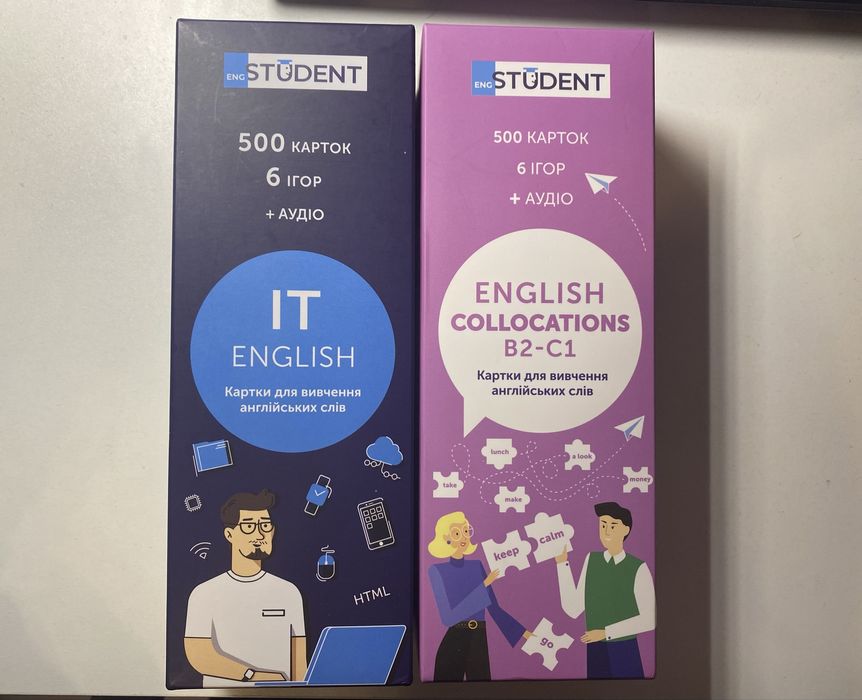 ENG STUDENT
500 КАРТОК
6 ІГОР
+ АУДІО
IT
ENGLISH
Картки для вивчення
англійських слів
HTML
ENG STUDENT
500 КАРТОК
6 ІГОР
+ АУДІО
ENGLISH
COLLOCATIONS
B2-C1
Картки для вивчення
англійських слів
lunch
a look
take
money
make
keep
calm
go